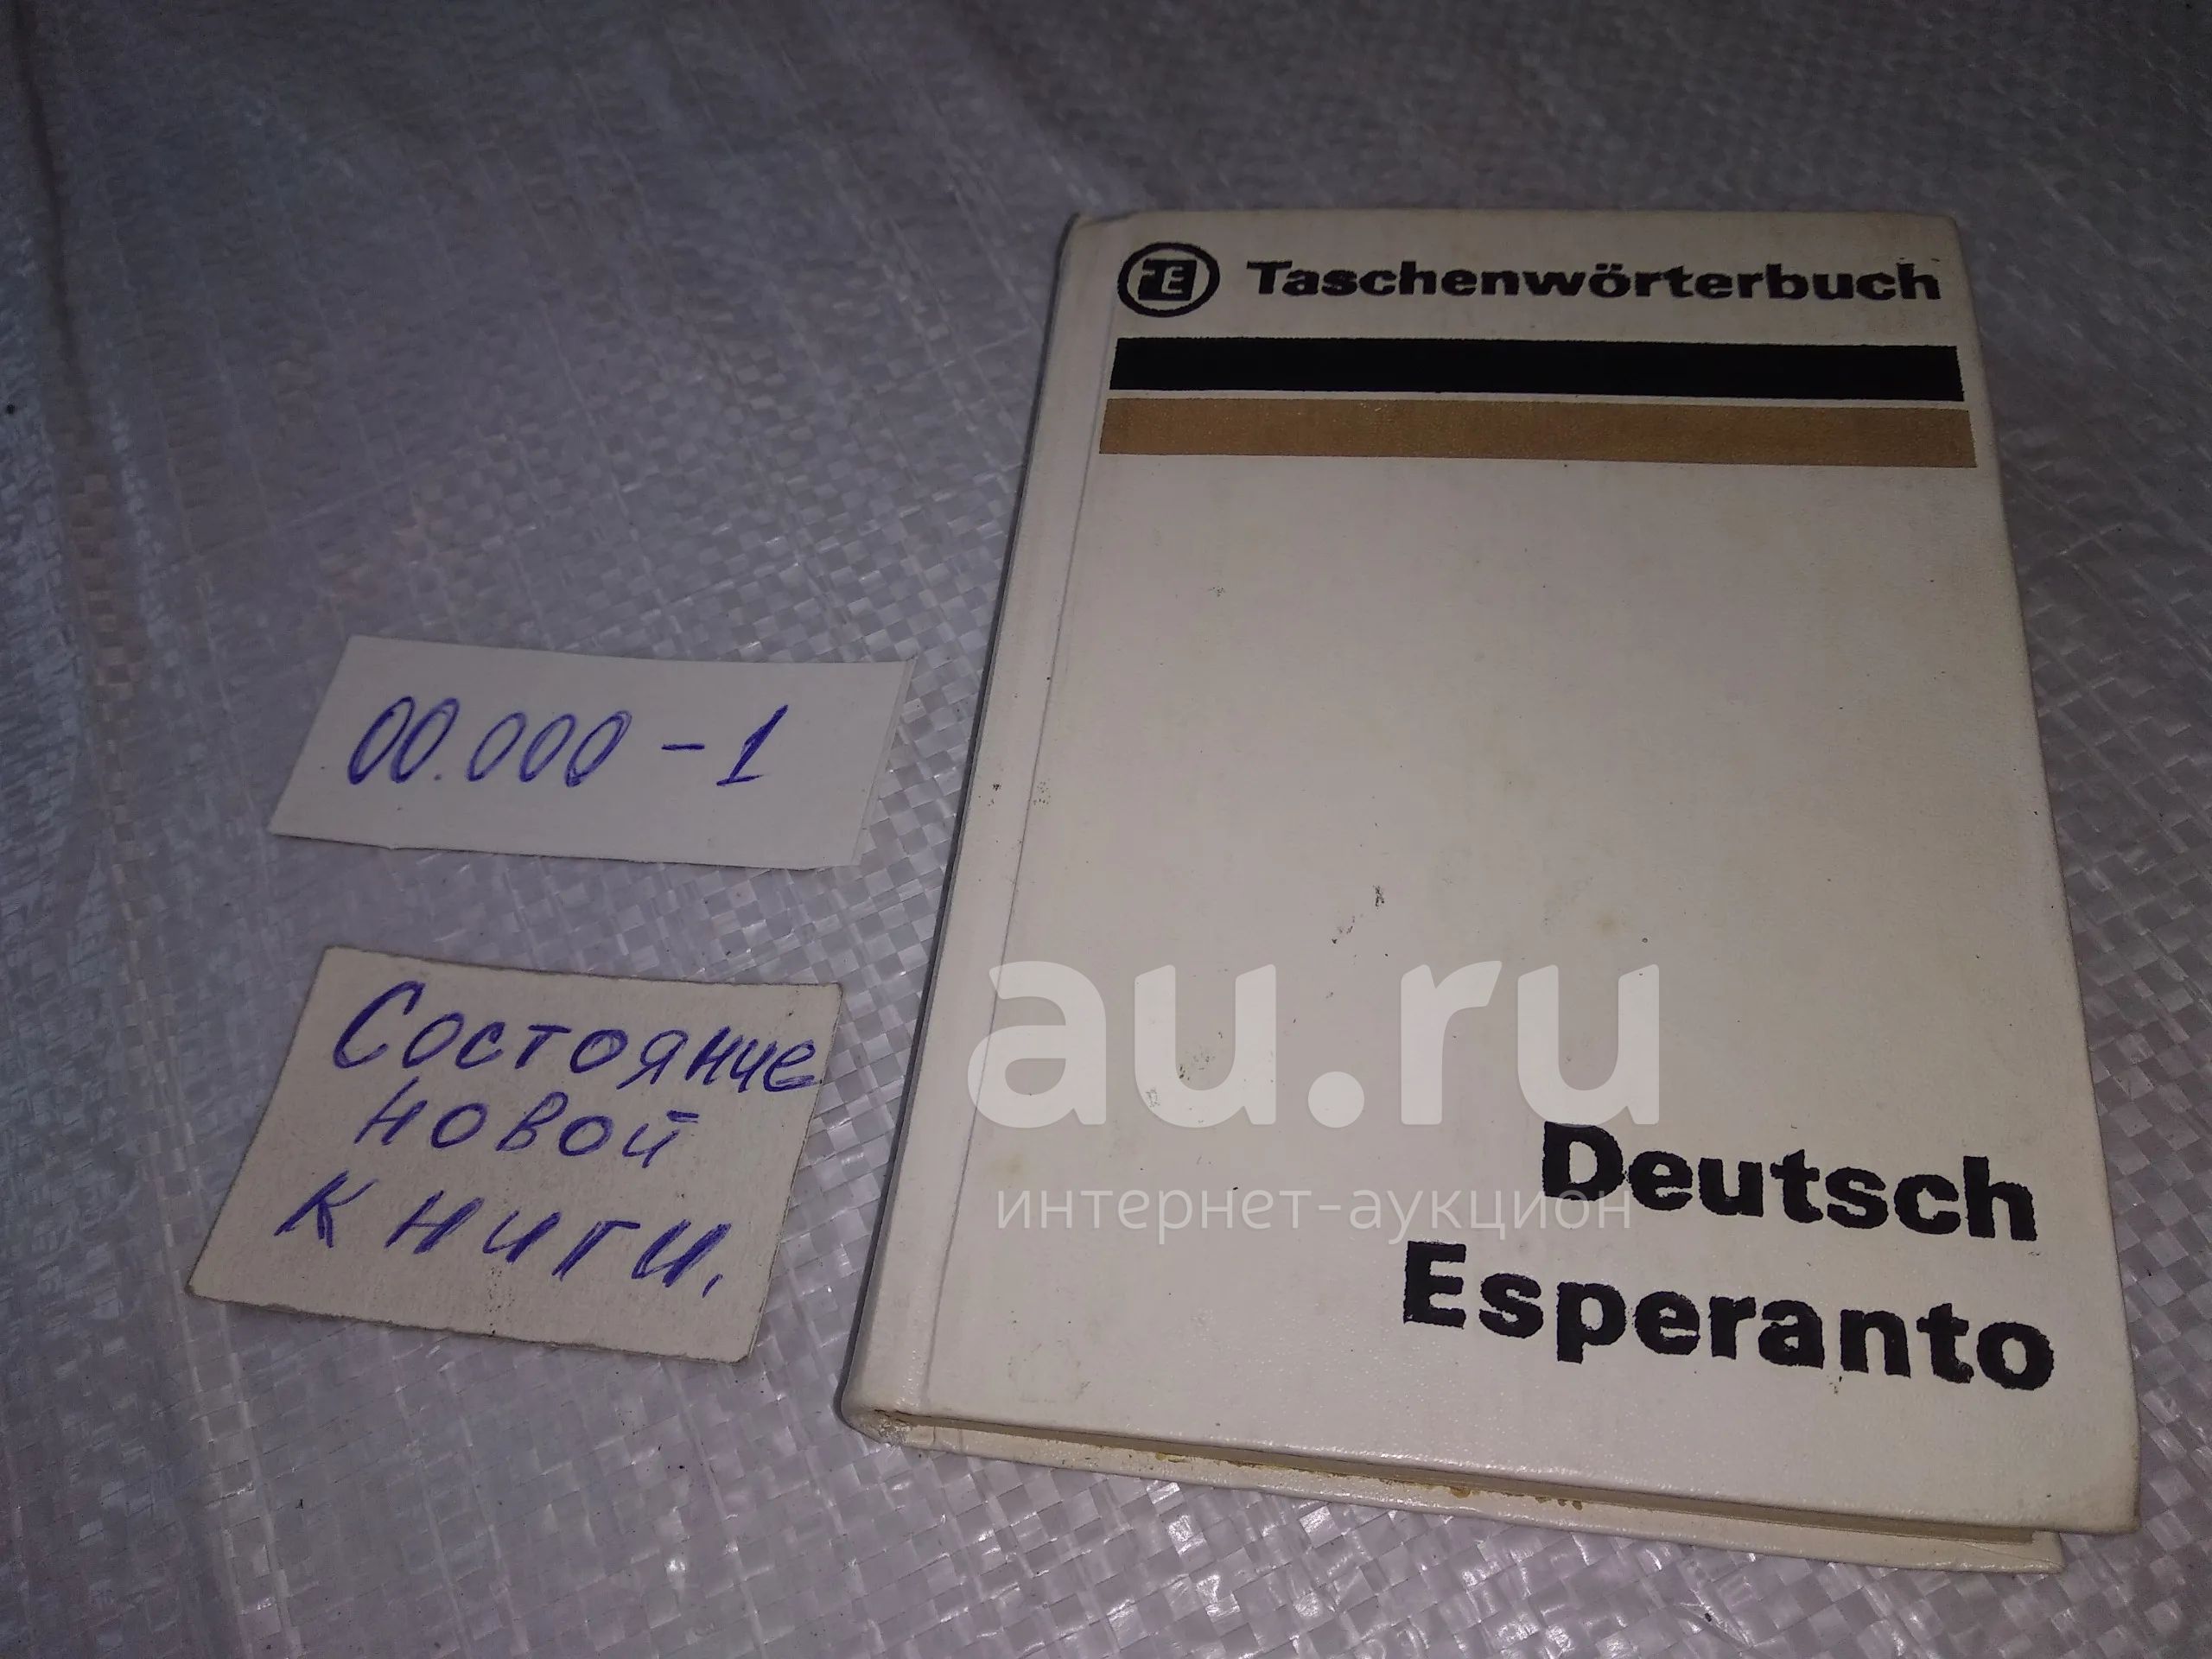 Taschenwörterbuch
00.000-1
Состояние
новой
книги.
au.ru
интернет-аукцион
Deutsch
Esperanto